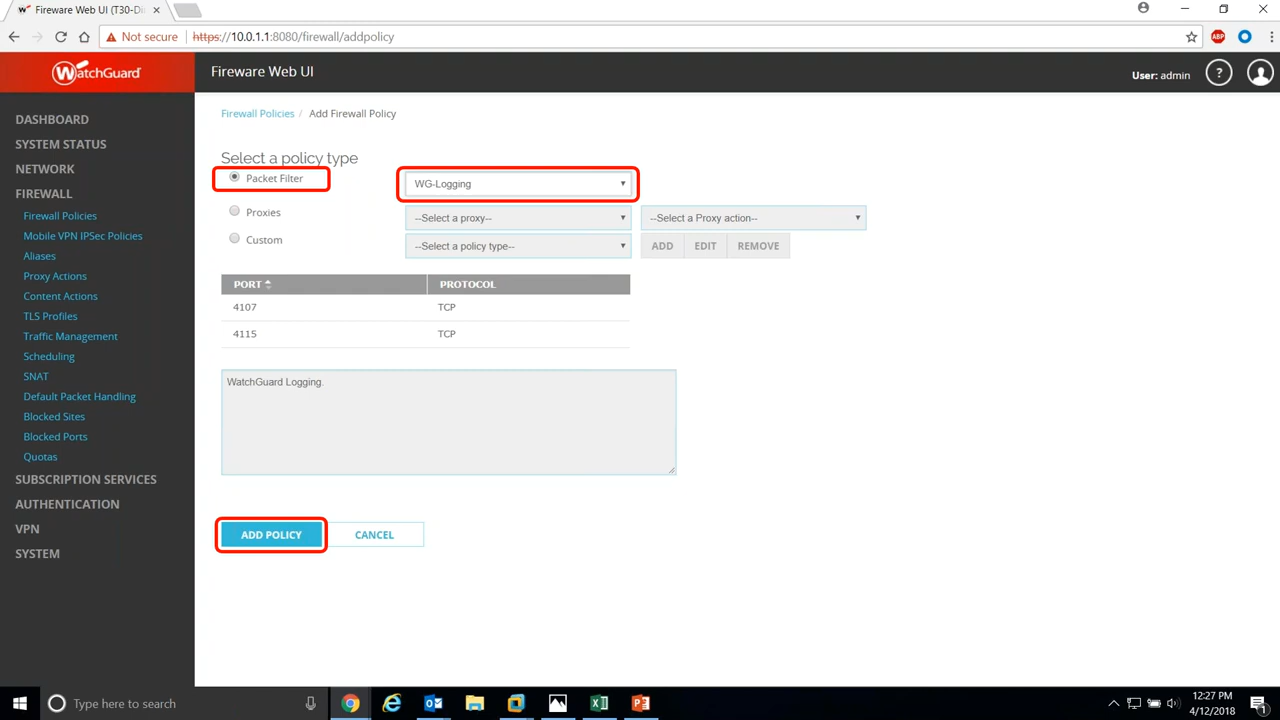 Fireware Web UI (T30-Di
Not secure https://10.0.1.1:8080/firewall/addpolicy
ABP
WatchGuard
Fireware Web UI
User: admin
?
DASHBOARD
SYSTEM STATUS
NETWORK
FIREWALL
Firewall Policies
Mobile VPN IPSec Policies
Aliases
Proxy Actions
Content Actions
TLS Profiles
Traffic Management
Scheduling
SNAT
Default Packet Handling
Blocked Sites
Blocked Ports
Quotas
SUBSCRIPTION SERVICES
AUTHENTICATION
VPN
SYSTEM
Firewall Policies / Add Firewall Policy
Select a policy type
Packet Filter WG-Logging
Proxies --Select a proxy-- --Select a Proxy action--
Custom --Select a policy type-- ADD EDIT REMOVE
PORT PROTOCOL
4107 TCP
4115 TCP
WatchGuard Logging.
ADD POLICY CANCEL
Type here to search
12:27 PM
4/12/2018
1